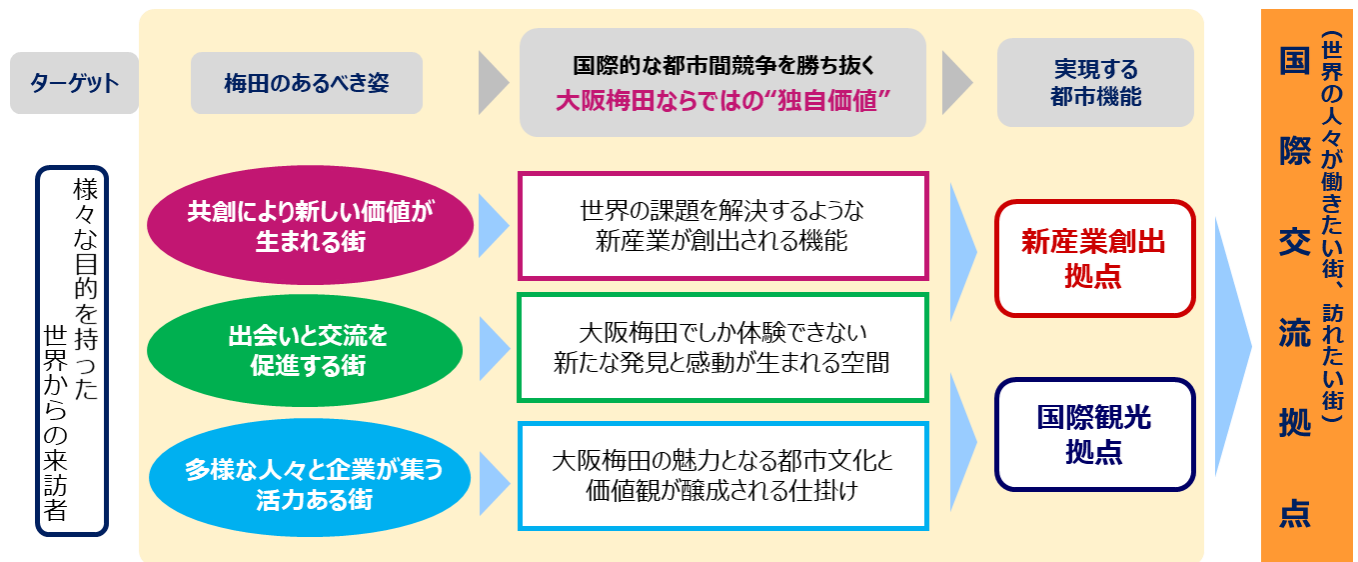 ターゲット
梅田のあるべき姿
国際的な都市間競争を勝ち抜く
大阪梅田ならではの“独自価値”
実現する
都市機能
様々な目的を持つた
世界からの来訪者
共創により新しい価値が
生まれる街
世界の課題を解決するような
新産業が創出される機能
出会いと交流を
促進する街
大阪梅田でしか体験できない
新たな発見と感動が生まれる空間
多様な人々と企業が集う
活力ある街
大阪梅田の魅力となる都市文化と
価値観が醸成される仕掛け
新産業創出
拠点
国際観光
拠点
(世界の人々が働きたい街、訪れたい街)
国際交流拠点